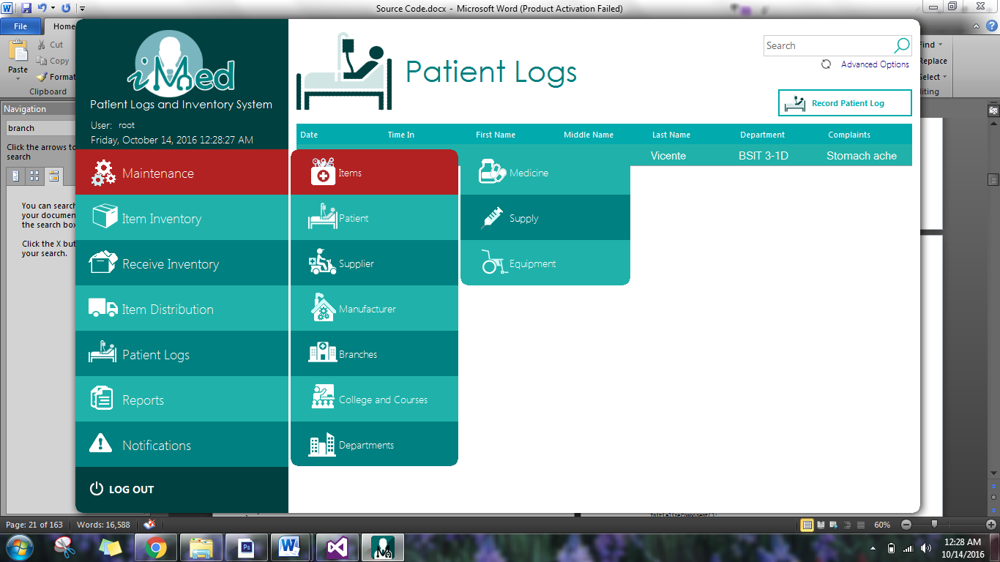 Source Code.docx - Microsoft Word (Product Activation Failed)
File
Home
Cut
Copy
Paste
Format
Clipboard
Find
Replace
Select
iting
Navigation
branch
Click the arrows to
search
You can search
your documen
the search box
Click the X but
your search.
iMed
Patient Logs and Inventory System
User: root
Friday, October 14, 2016 12:28:27 AM
Maintenance
Item Inventory
Receive Inventory
Item Distribution
Patient Logs
Reports
Notifications
LOG OUT
Items
Patient
Supplier
Manufacturer
Branches
College and Courses
Departments
Medicine
Supply
Equipment
Patient Logs
Search
Advanced Options
Record Patient Log
Date Time In First Name Middle Name Last Name Department Complaints
Vicente BSIT 3-1D Stomach ache
InitializeComponent();
Page: 21 of 163 Words: 16,588
60%
Ps
12:28 AM
10/14/2016